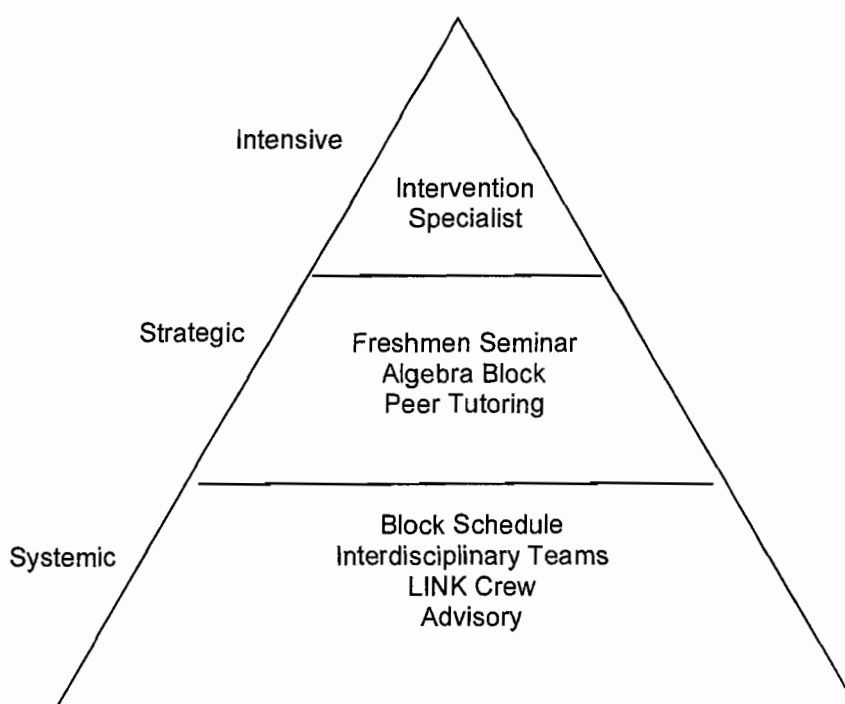 Intensive
Intervention
Specialist
Strategic
Freshmen Seminar
Algebra Block
Peer Tutoring
Systemic
Block Schedule
Interdisciplinary Teams
LINK Crew
Advisory